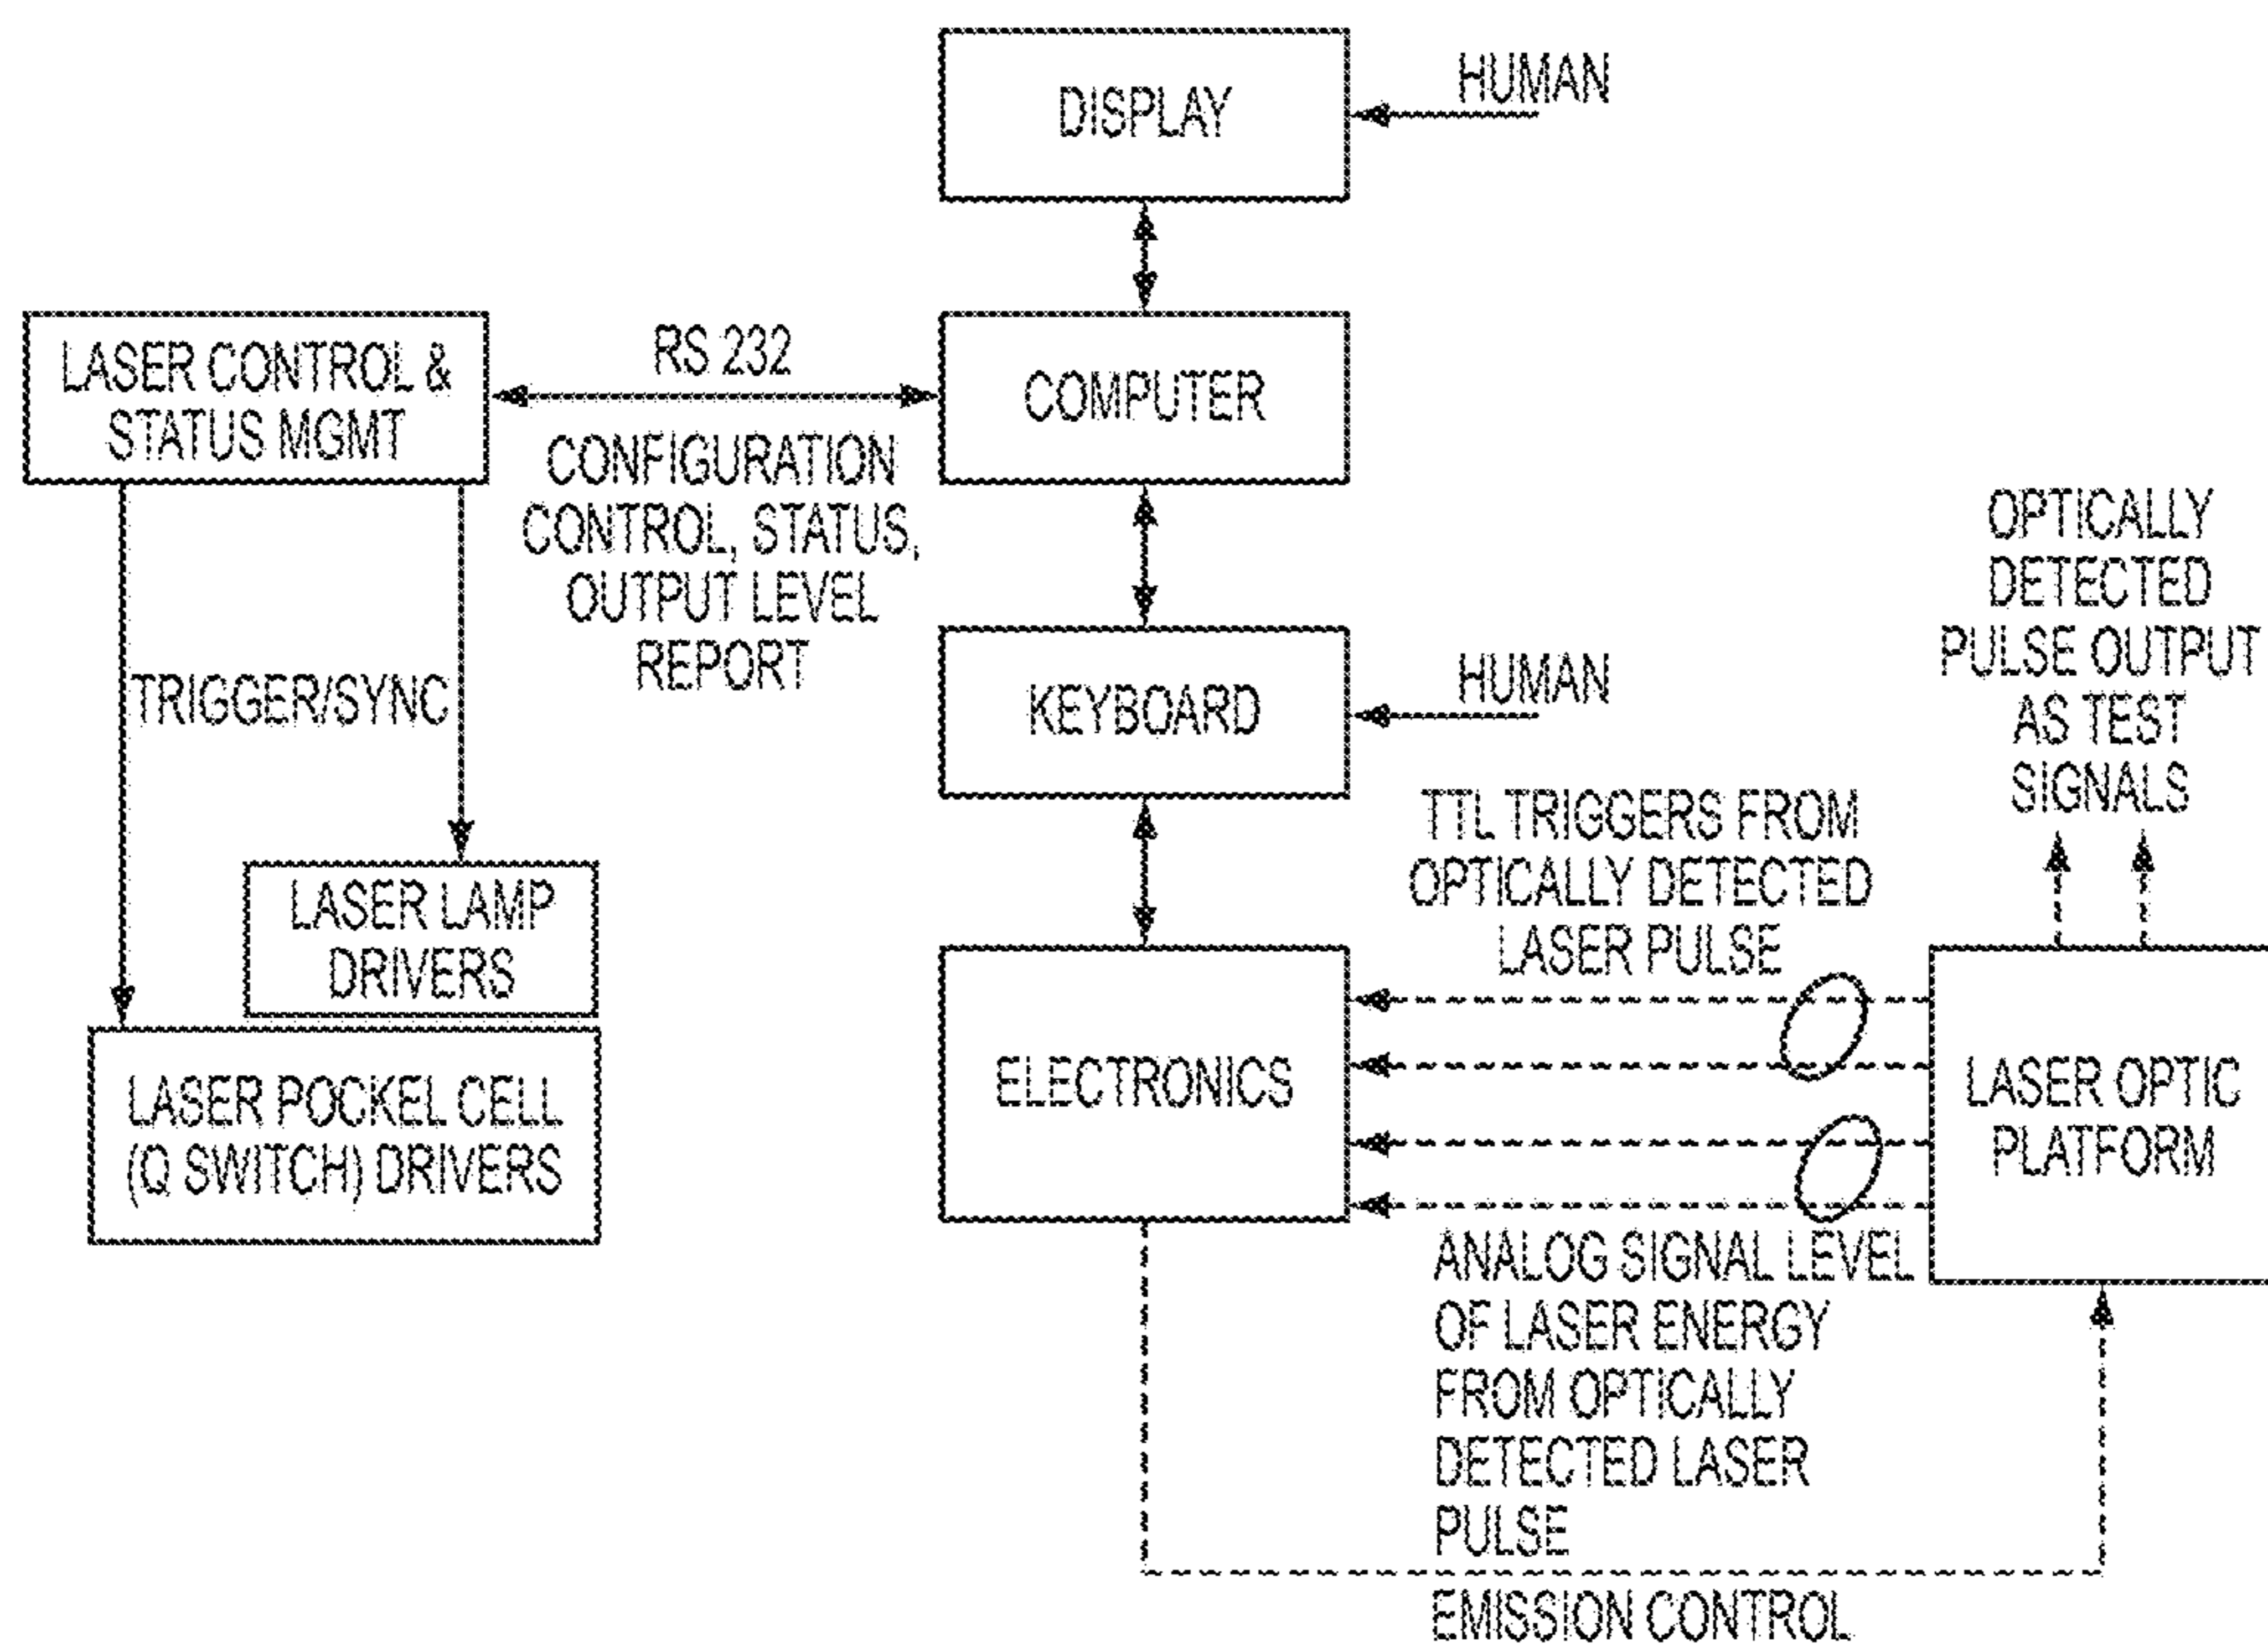 DISPLAY
HUMAN
LASER CONTROL &
STATUS MGMT
RS 232
CONFIGURATION
CONTROL, STATUS,
OUTPUT LEVEL
REPORT
COMPUTER
TRIGGER/SYNC
KEYBOARD
HUMAN
OPTICALLY
DETECTED
PULSE OUTPUT
AS TEST
SIGNALS
LASER LAMP
DRIVERS
LASER POCKEL CELL
(Q SWITCH) DRIVERS
TTL TRIGGERS FROM
OPTICALLY DETECTED
LASER PULSE
ELECTRONICS
LASER OPTIC
PLATFORM
ANALOG SIGNAL LEVEL
OF LASER ENERGY
FROM OPTICALLY
DETECTED LASER
PULSE
EMISSION CONTROL